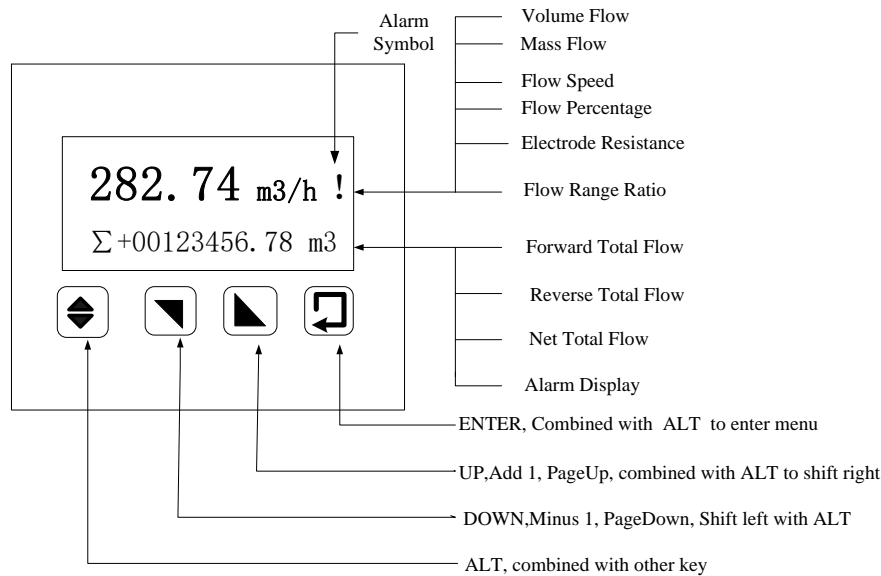 Alarm
Symbol
Volume Flow
Mass Flow
Flow Speed
Flow Percentage
Electrode Resistance
Flow Range Ratio
282.74 m3/h !
∑+00123456.78 m3
Forward Total Flow
Reverse Total Flow
Net Total Flow
Alarm Display
ENTER, Combined with ALT to enter menu
UP,Add 1, PageUp, combined with ALT to shift right
DOWN,Minus 1, PageDown, Shift left with ALT
ALT, combined with other key